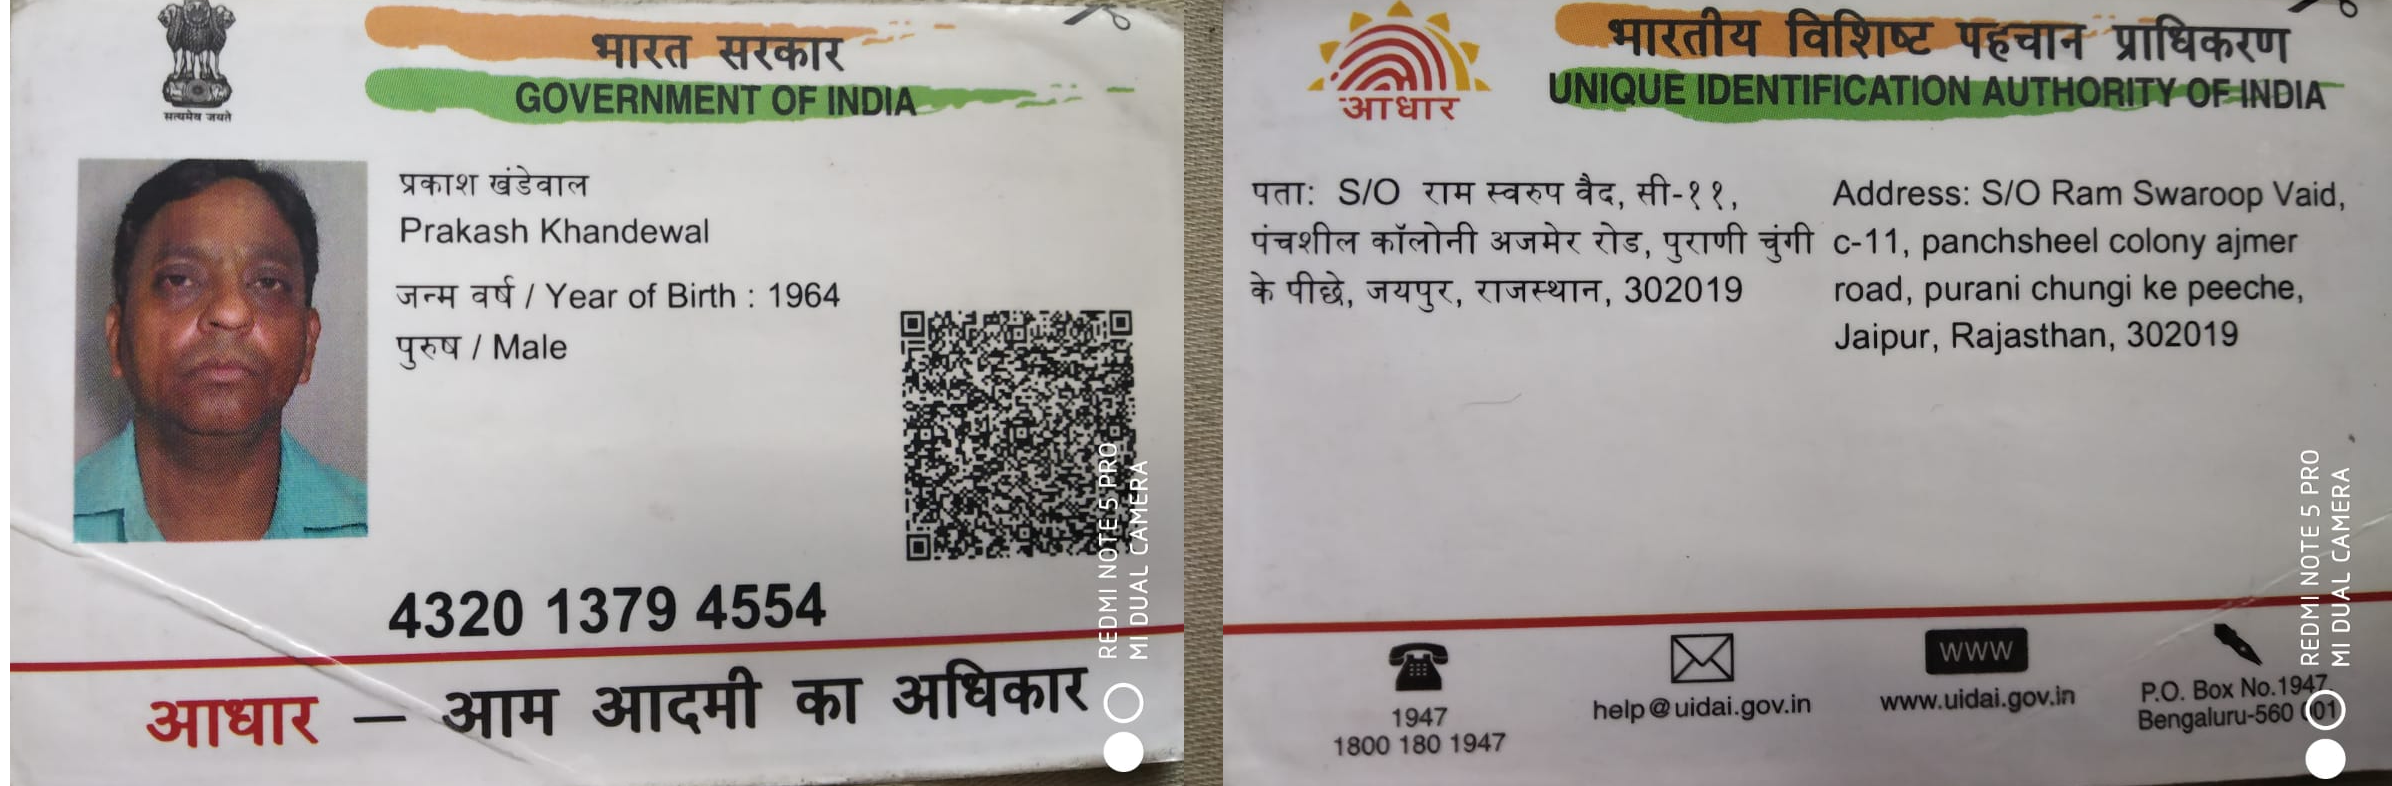 सत्यमेव जयते
भारत सरकार
GOVERNMENT OF INDIA
प्रकाश खंडेवाल
Prakash Khandewal
जन्म वर्ष / Year of Birth : 1964
पुरुष / Male
4320 1379 4554
आधार — आम आदमी का अधिकार
REDMI NOTE 5 PRO
MI DUAL CAMERA
आधार
भारतीय विशिष्ट पहचान प्राधिकरण
UNIQUE IDENTIFICATION AUTHORITY OF INDIA
पता: S/O राम स्वरुप वैद, सी-११,
पंचशील कॉलोनी अजमेर रोड, पुराणी चुंगी
के पीछे, जयपुर, राजस्थान, 302019
Address: S/O Ram Swaroop Vaid,
c-11, panchsheel colony ajmer
road, purani chungi ke peeche,
Jaipur, Rajasthan, 302019
1947
1800 180 1947
help@uidai.gov.in
www
www.uidai.gov.in
P.O. Box No.1947,
Bengaluru-560 001
REDMI NOTE 5 PRO
MI DUAL CAMERA